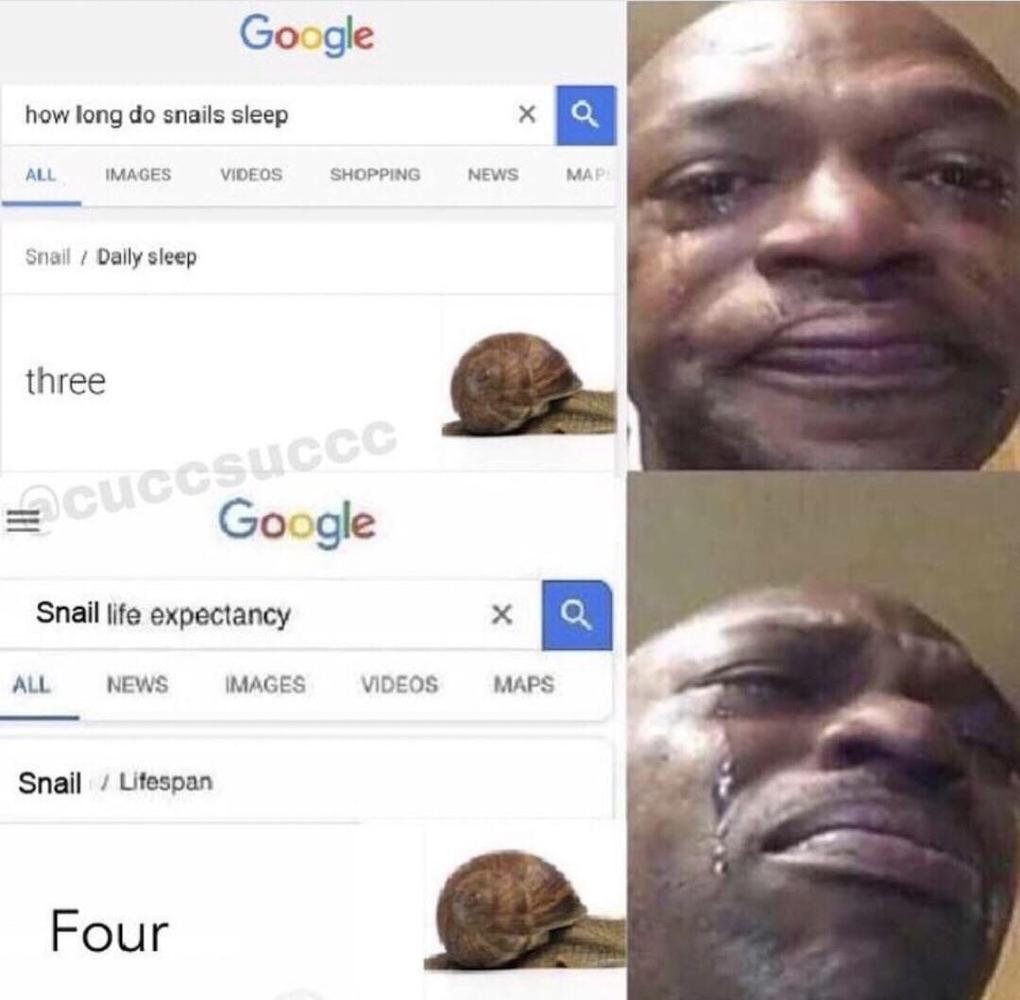 Google
how long do snails sleep ×
ALL IMAGES VIDEOS SHOPPING NEWS MAP
Snail / Daily sleep
three
@cuccsuccc
Google
Snail life expectancy ×
ALL NEWS IMAGES VIDEOS MAPS
Snail / Lifespan
Four